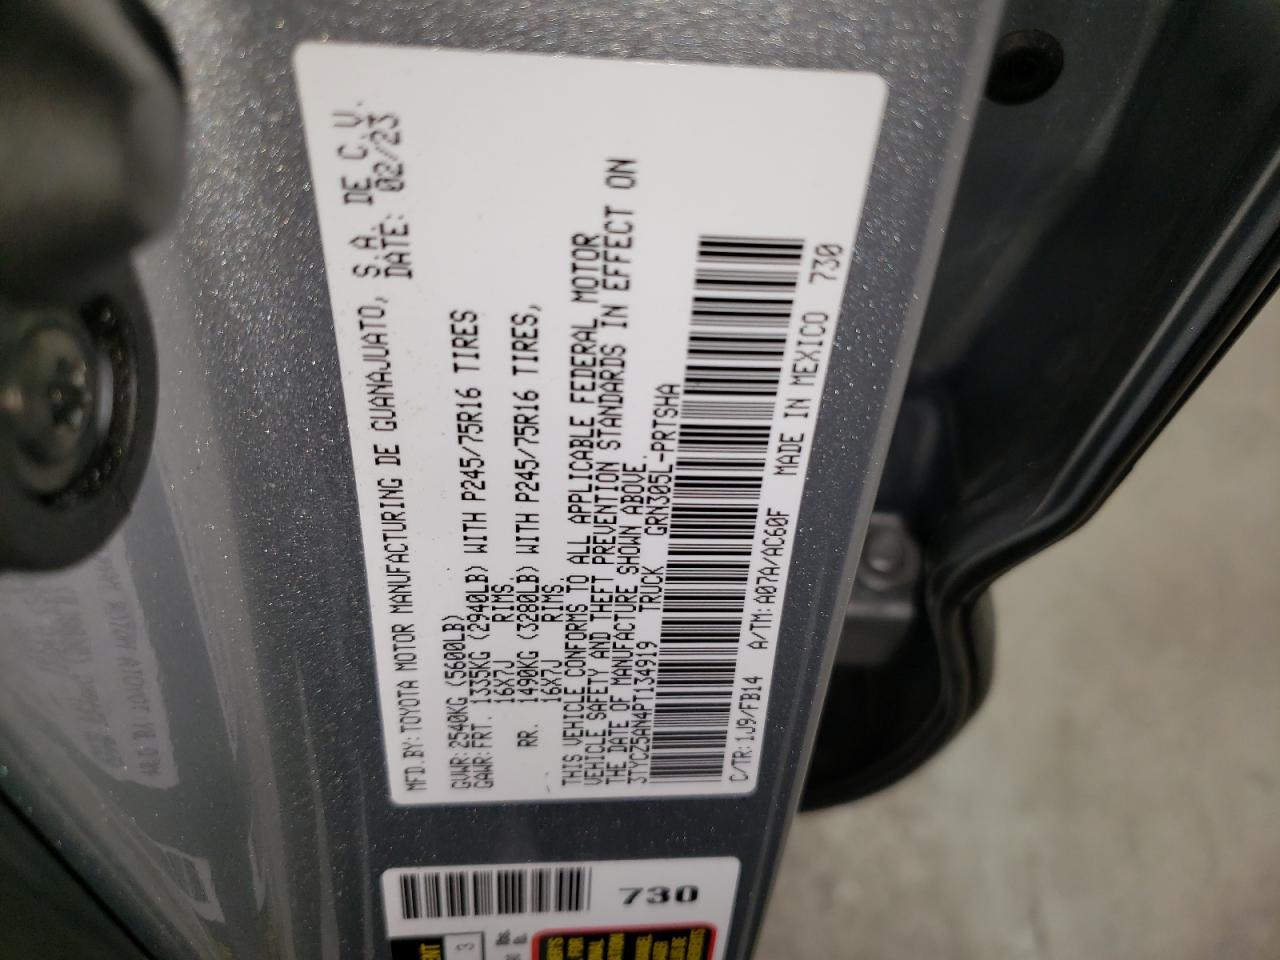 MFD.BY:TOYOTA MOTOR MANUFACTURING DE GUANAJUATO, S.A. DE C.V.
DATE: 02/23
GVWR:2540KG (5600LB)
GAWR:FRT. 1335KG (2940LB) WITH P245/75R16 TIRES
16X7J RIMS.
RR. 1490KG (3280LB) WITH P245/75R16 TIRES,
16X7J RIMS.
THIS VEHICLE CONFORMS TO ALL APPLICABLE FEDERAL MOTOR
VEHICLE SAFETY AND THEFT PREVENTION STANDARDS IN EFFECT ON
THE DATE OF MANUFACTURE SHOWN ABOVE.
3TYCZ5AN4PT134919 TRUCK GRN305L-PRTSHA
C/TR:1J9/FB14 A/TM:A07A/AC60F MADE IN MEXICO 730
730
3